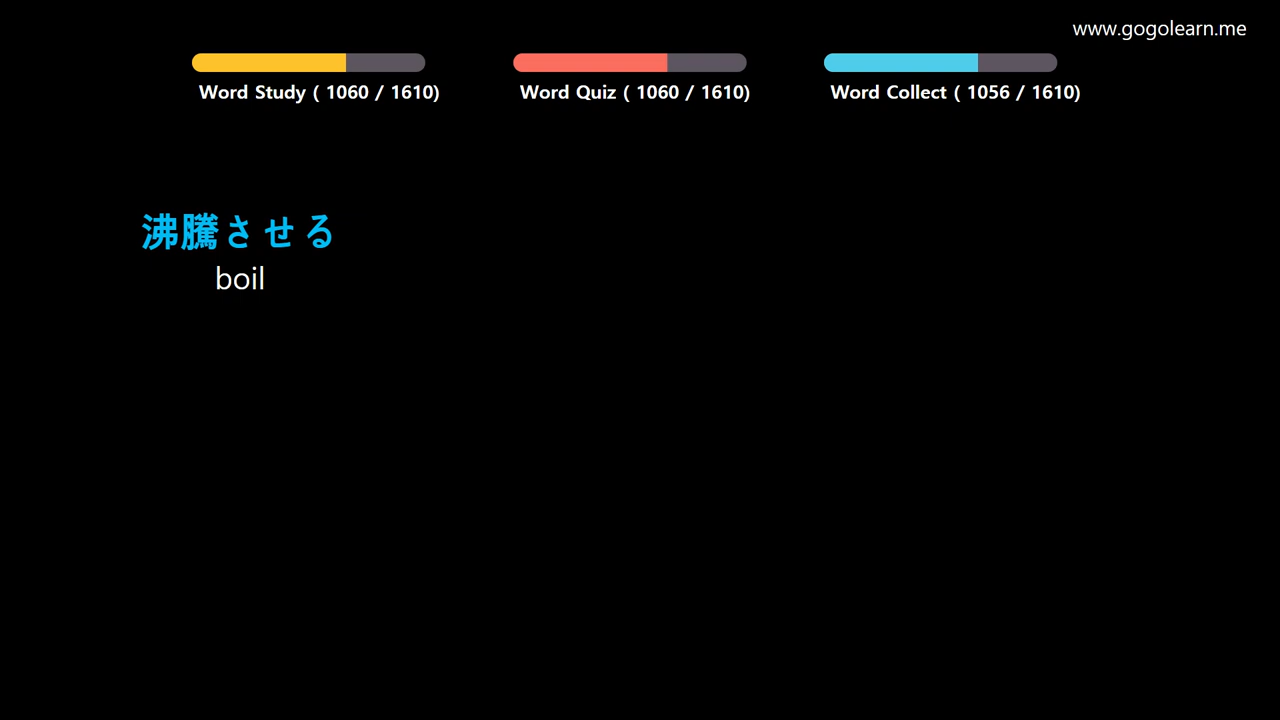 www.gogolearn.me
Word Study ( 1060 / 1610)
Word Quiz ( 1060 / 1610)
Word Collect ( 1056 / 1610)
沸騰させる
boil